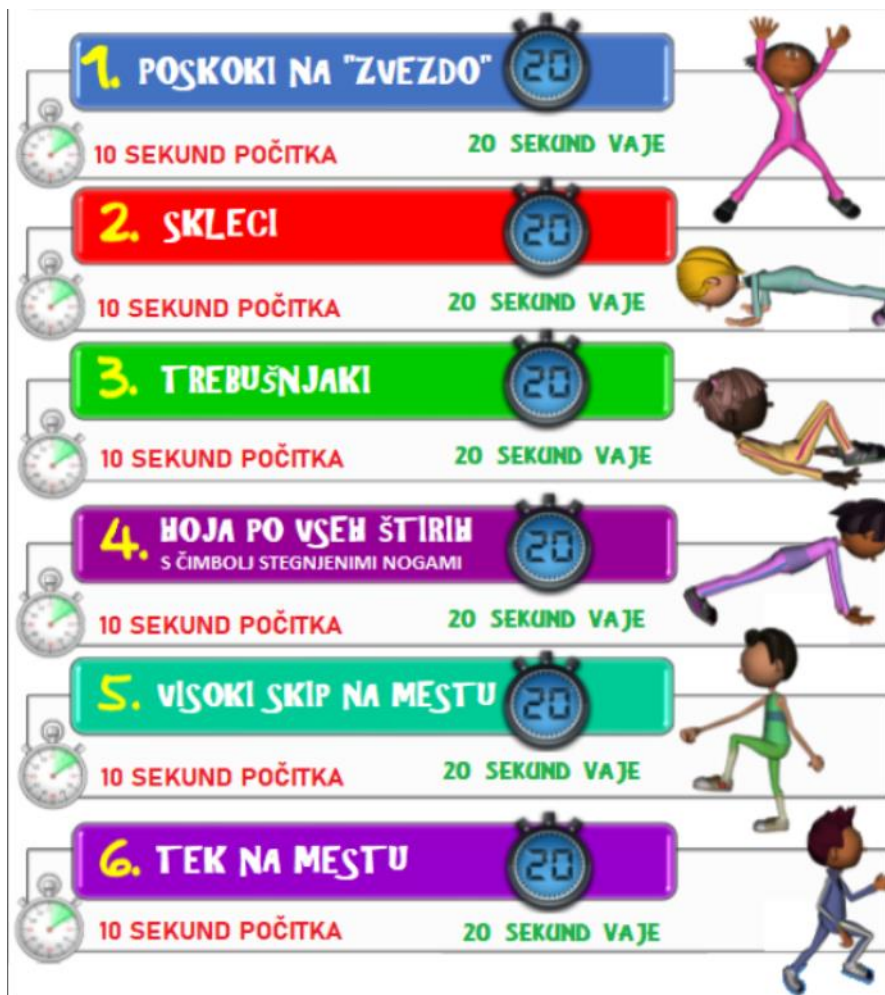 1. POSKOKI NA "ZVEZDO" 20
10 SEKUND POČITKA 20 SEKUND VAJE
2. SKLECI 20
10 SEKUND POČITKA 20 SEKUND VAJE
3. TREBUŠNJAKI 20
10 SEKUND POČITKA 20 SEKUND VAJE
4. HOJA PO VSEH ŠTIRIH 20
S ČIMBOLJ STEGNJENIMI NOGAMI
10 SEKUND POČITKA 20 SEKUND VAJE
5. VISOKI SKIP NA MESTU 20
10 SEKUND POČITKA 20 SEKUND VAJE
6. TEK NA MESTU 20
10 SEKUND POČITKA 20 SEKUND VAJE